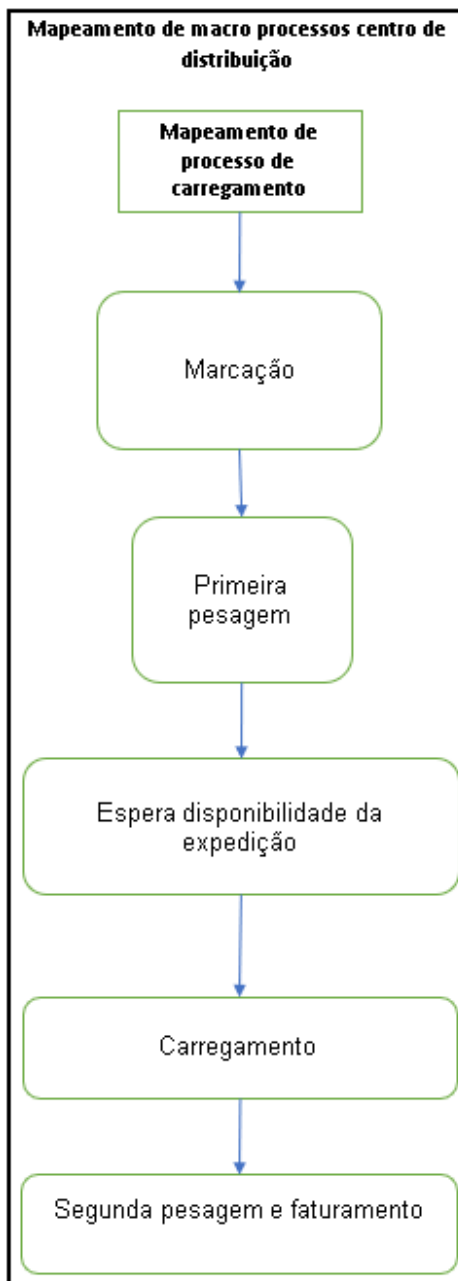 Mapeamento de macro processos centro de
distribuição
Mapeamento de
processo de
carregamento
Marcação
Primeira
pesagem
Espera disponibilidade da
expedição
Carregamento
Segunda pesagem e faturamento